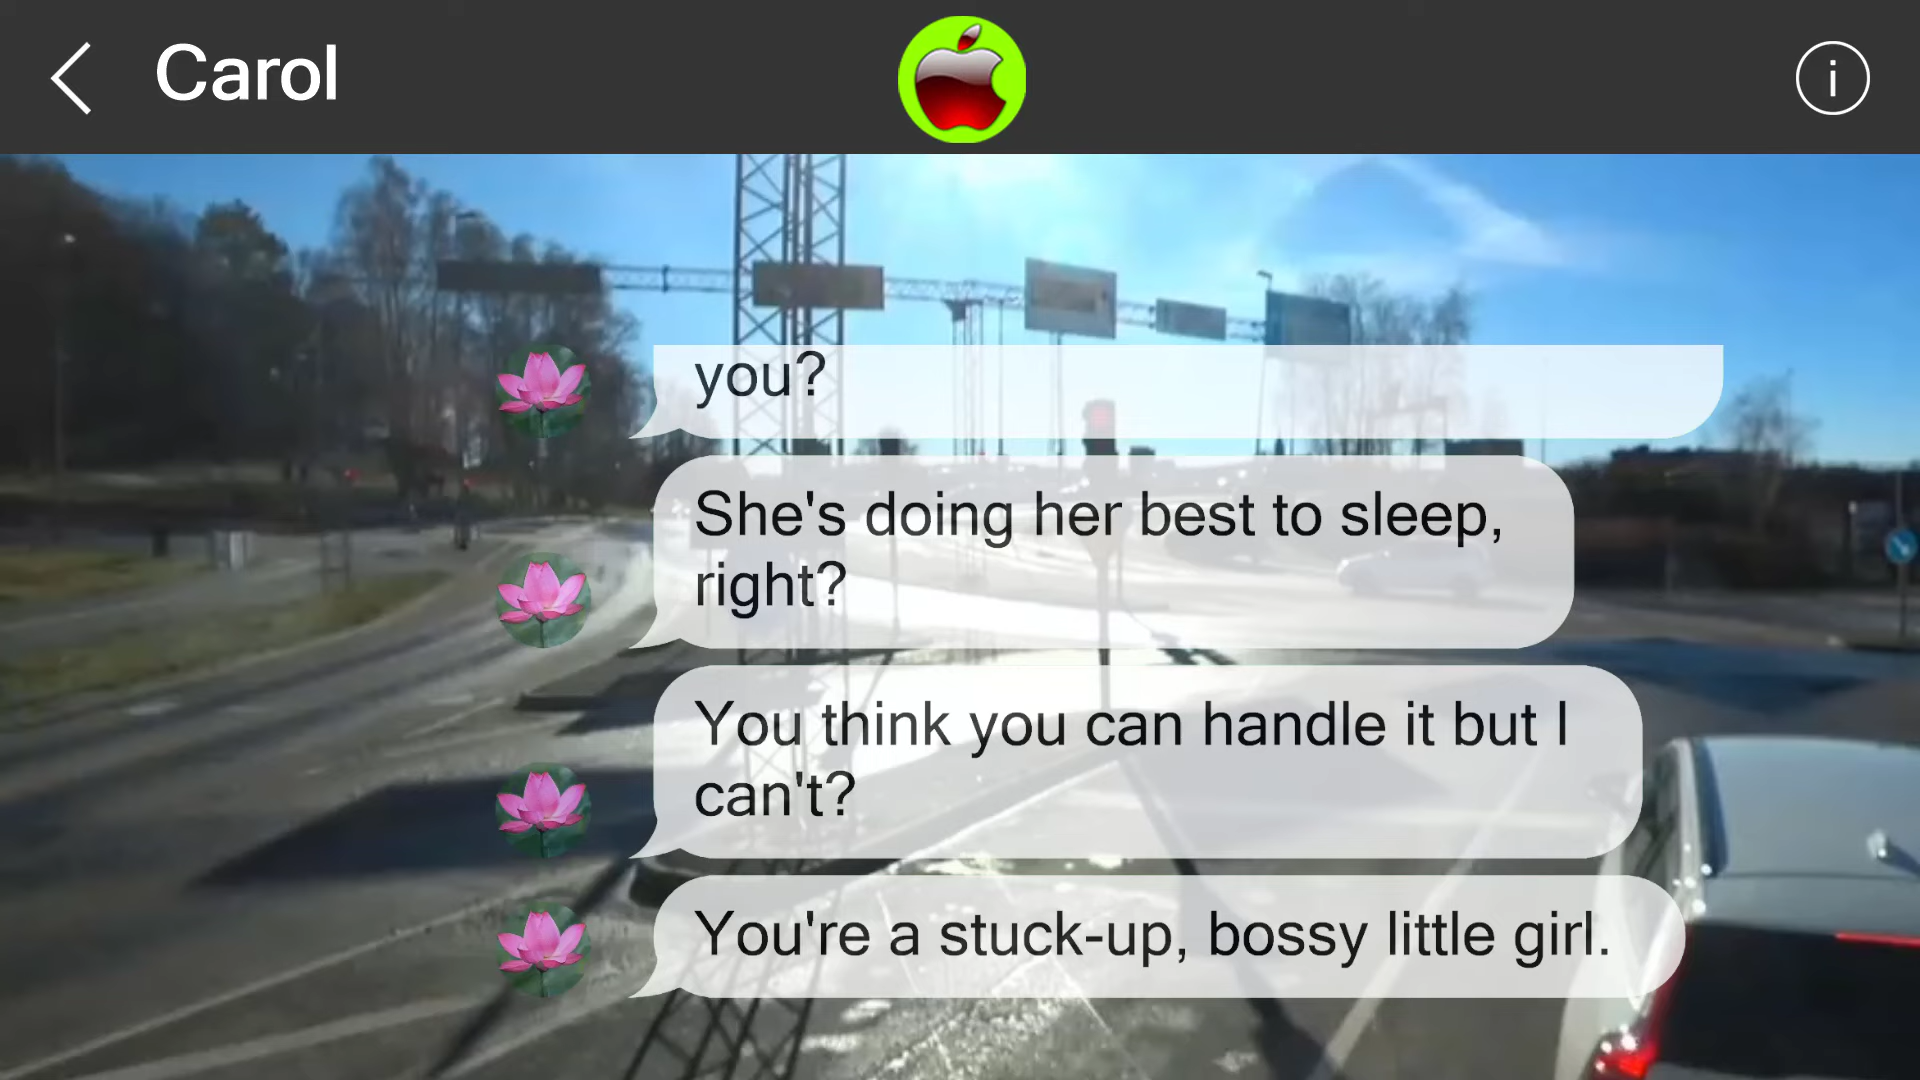 Carol
you?
She's doing her best to sleep,
right?
You think you can handle it but I
can't?
You're a stuck-up, bossy little girl.